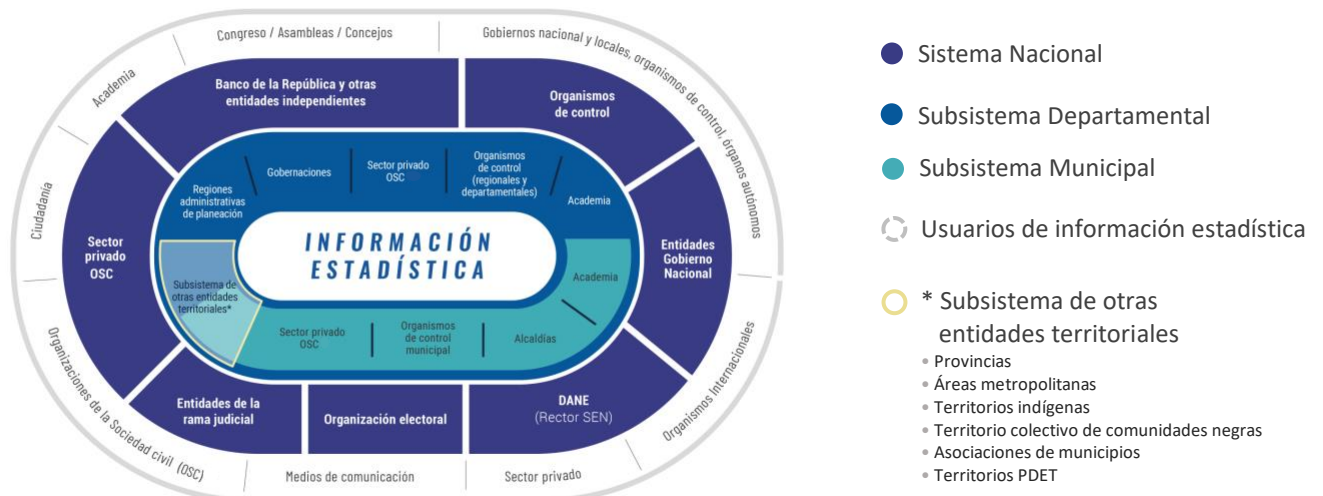 Congreso / Asambleas / Concejos
Gobiernos nacional y locales, organismos de control, órganos autónomos
Academia
Ciudadanía
Banco de la República y otras
entidades independientes
Organismos
de control
Sector
privado
OSC
Entidades
Gobierno
Nacional
Regiones
administrativas
de planeación
Gobernaciones
Sector privado
OSC
Organismos
de control
(regionales y
departamentales)
Academia
INFORMACIÓN
ESTADÍSTICA
Subsistema de
otras entidades
territoriales*
Sector privado
OSC
Organismos
de control
municipal
Alcaldías
Academia
Entidades de la
rama judicial
Organización electoral
DANE
(Rector SEN)
Organizaciones de la Sociedad civil (OSC)
Medios de comunicación
Sector privado
Organismos Internacionales
Sistema Nacional
Subsistema Departamental
Subsistema Municipal
Usuarios de información estadística
* Subsistema de otras
entidades territoriales
• Provincias
• Áreas metropolitanas
• Territorios indígenas
• Territorio colectivo de comunidades negras
• Asociaciones de municipios
• Territorios PDET